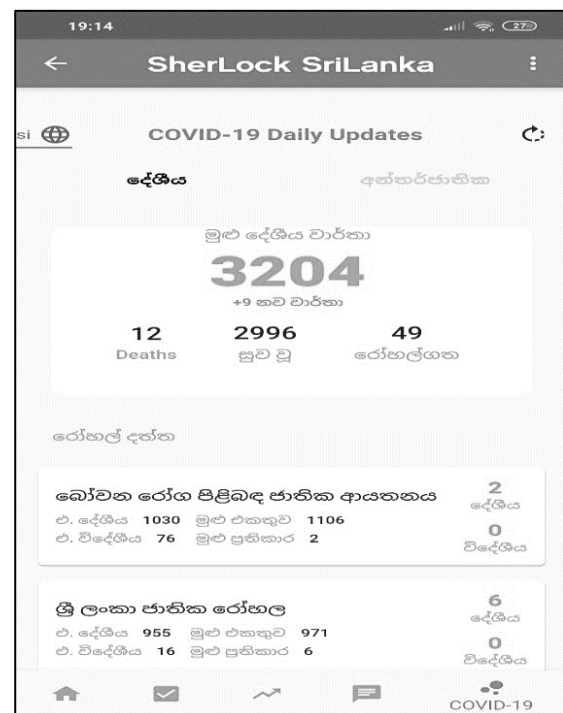 19:14
27
SherLock SriLanka
si
COVID-19 Daily Updates
දේශීය
අන්තර්ජාතික
මුළු දේශීය වාර්තා
3204
+9 නව වාර්තා
12 2996 49
Deaths සුව වූ රෝහල්ගත
රෝහල් දත්ත
බෝවන රෝග පිළිබඳ ජාතික ආයතනය
2
දේශීය
එ. දේශීය 1030 මුළු එකතුව 1106
එ. විදේශීය 76 මුළු ප්‍රතිකාර 2
0
විදේශීය
ශ්‍රී ලංකා ජාතික රෝහල
6
දේශීය
එ. දේශීය 955 මුළු එකතුව 971
එ. විදේශීය 16 මුළු ප්‍රතිකාර 6
0
විදේශීය
COVID-19